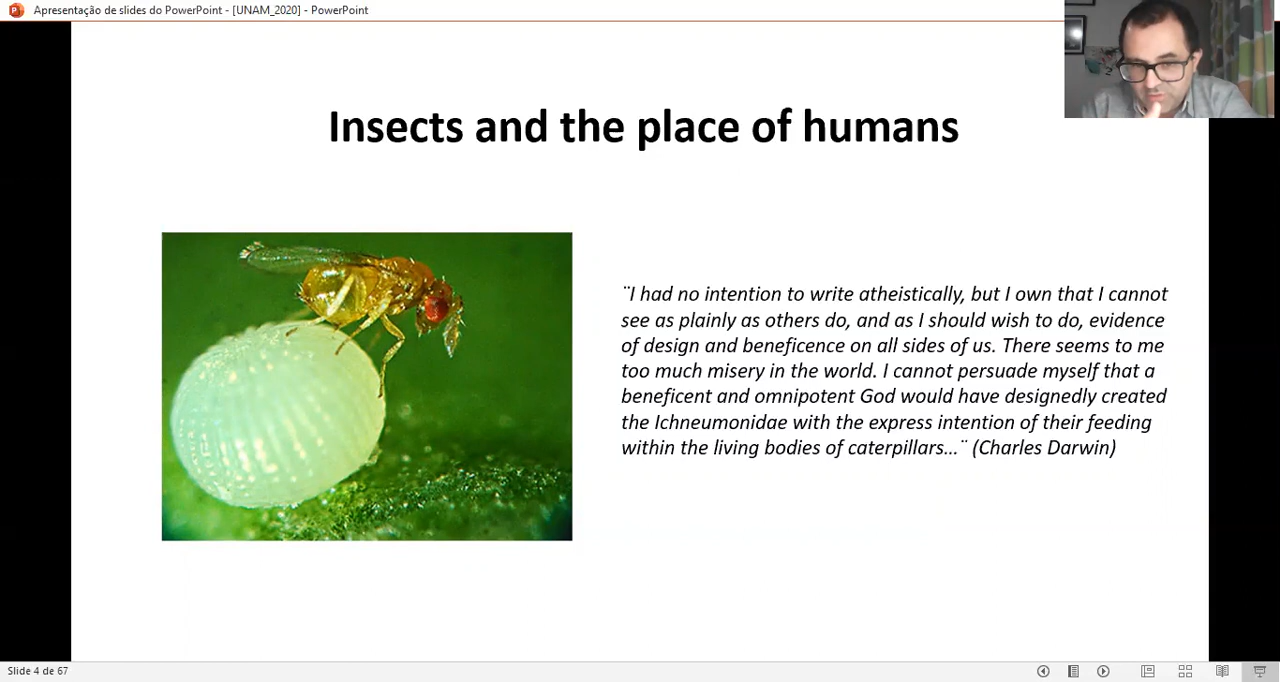 Apresentação de slides do PowerPoint - [UNAM_2020] - PowerPoint
Insects and the place of humans
¨I had no intention to write atheistically, but I own that I cannot
see as plainly as others do, and as I should wish to do, evidence
of design and beneficence on all sides of us. There seems to me
too much misery in the world. I cannot persuade myself that a
beneficent and omnipotent God would have designedly created
the Ichneumonidae with the express intention of their feeding
within the living bodies of caterpillars...¨ (Charles Darwin)
Slide 4 de 67